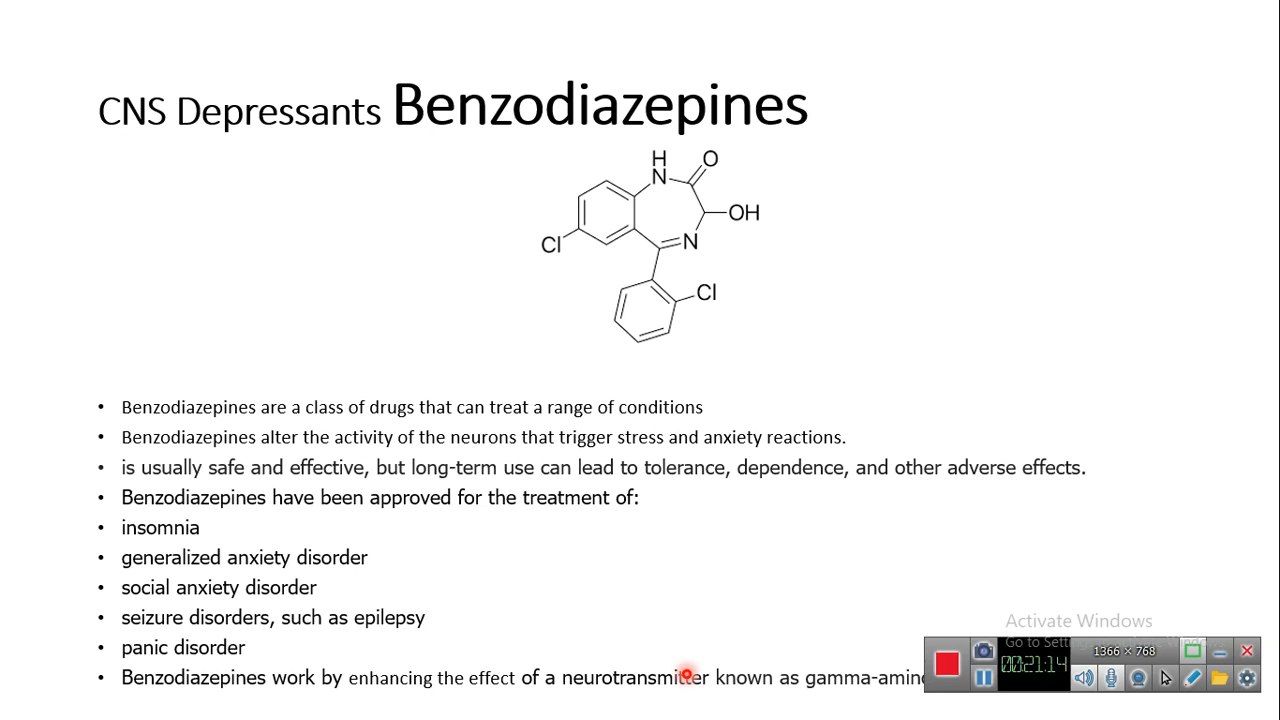 CNS Depressants Benzodiazepines
H
N
O
OH
N
Cl
Cl
• Benzodiazepines are a class of drugs that can treat a range of conditions
• Benzodiazepines alter the activity of the neurons that trigger stress and anxiety reactions.
• is usually safe and effective, but long-term use can lead to tolerance, dependence, and other adverse effects.
• Benzodiazepines have been approved for the treatment of:
• insomnia
• generalized anxiety disorder
• social anxiety disorder
• seizure disorders, such as epilepsy
• panic disorder
• Benzodiazepines work by enhancing the effect of a neurotransmitter known as gamma-amino
Activate Windows
Go to Settings
1366 × 768
00:21:14